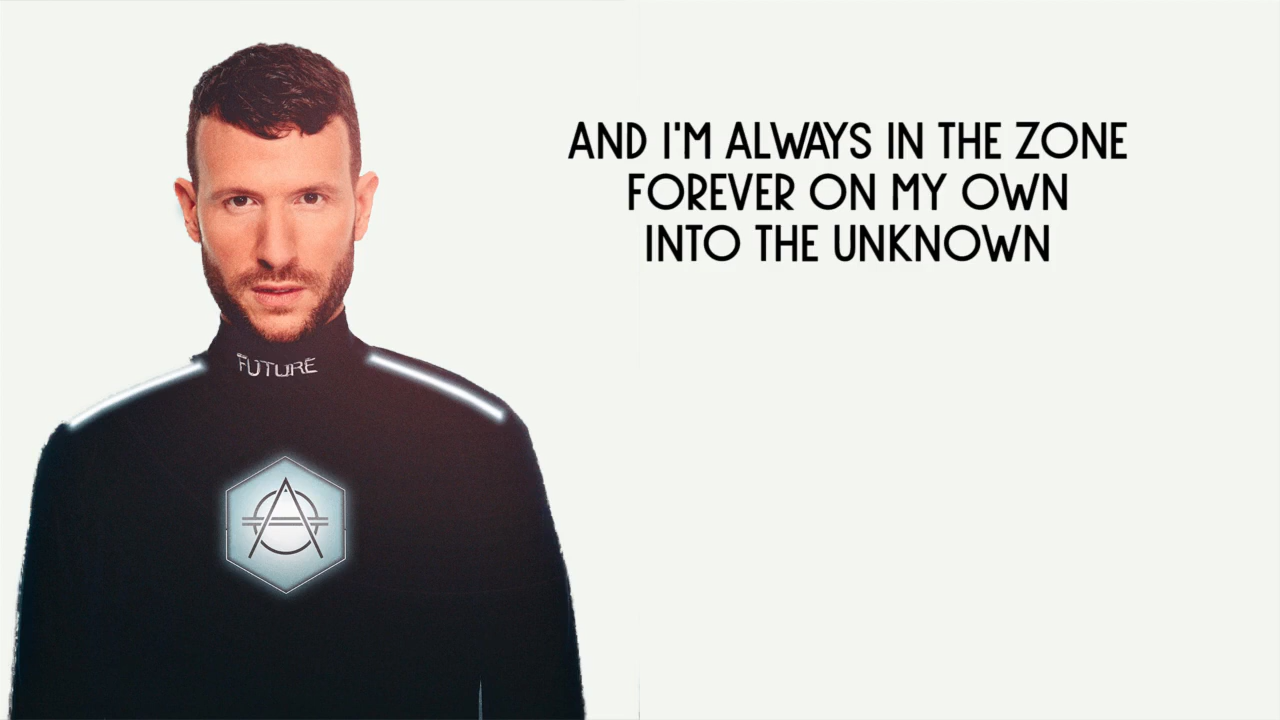 AND I'M ALWAYS IN THE ZONE
FOREVER ON MY OWN
INTO THE UNKNOWN
FUTURE